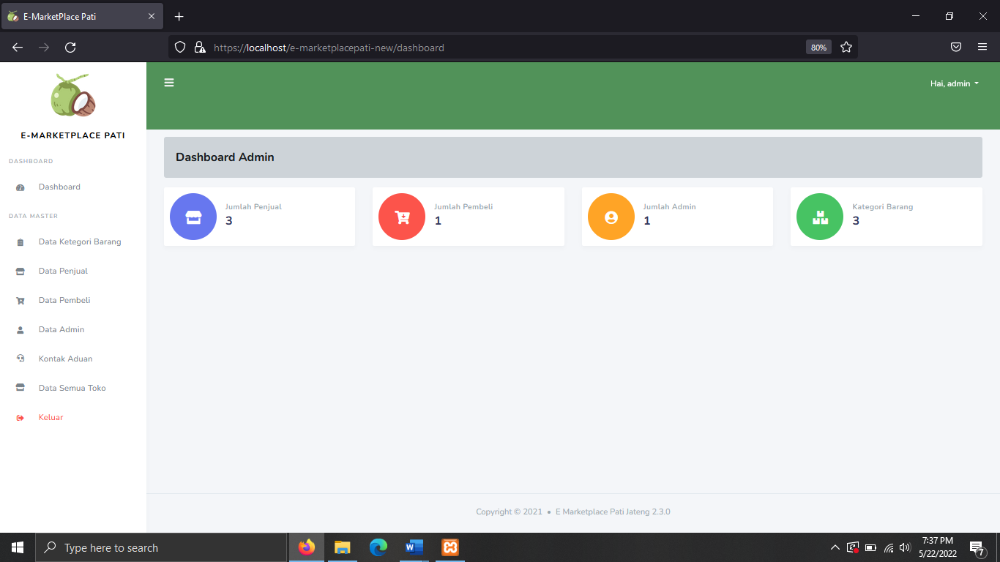 E-MarketPlace Pati
https://localhost/e-marketplacepati-new/dashboard
80%
E-MARKETPLACE PATI
Hai, admin
DASHBOARD
Dashboard
DATA MASTER
Data Ketegori Barang
Data Penjual
Data Pembeli
Data Admin
Kontak Aduan
Data Semua Toko
Keluar
Dashboard Admin
Jumlah Penjual
3
Jumlah Pembeli
1
Jumlah Admin
1
Kategori Barang
3
Copyright © 2021 • E Marketplace Pati Jateng 2.3.0
Type here to search
7:37 PM
5/22/2022
7